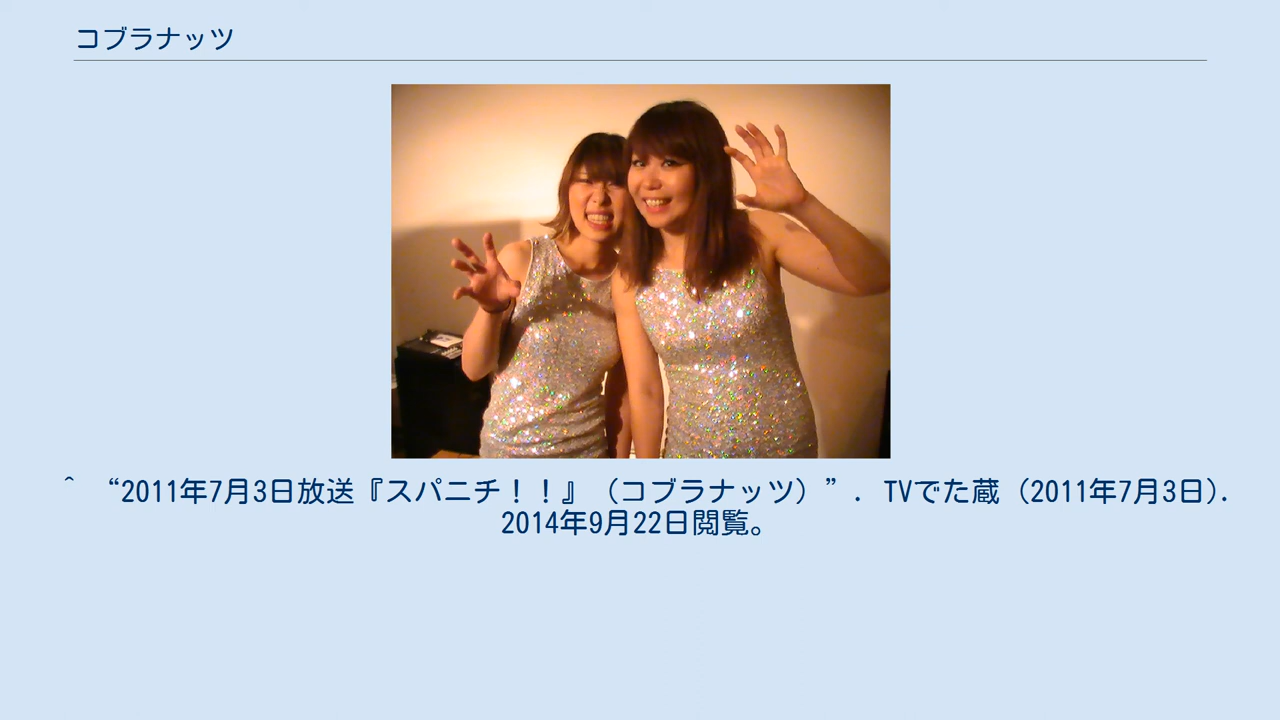 コブラナッツ
^ “2011年7月3日放送『スパニチ！！』（コブラナッツ）”. TVでた蔵 (2011年7月3日).
2014年9月22日閲覧。